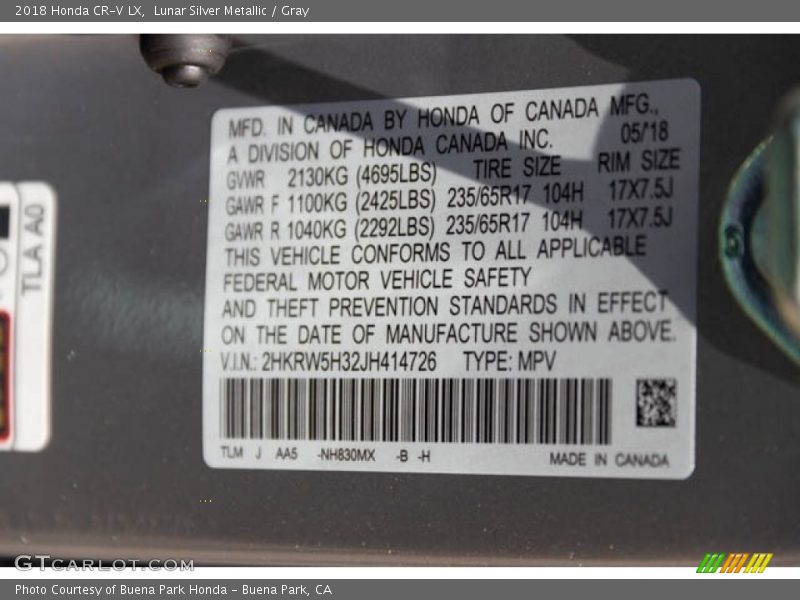 2018 Honda CR-V LX,  Lunar Silver Metallic / Gray
MFD. IN CANADA BY HONDA OF CANADA MFG.,
A DIVISION OF HONDA CANADA INC. 05/18
GVWR 2130KG (4695LBS) TIRE SIZE RIM SIZE
GAWR F 1100KG (2425LBS) 235/65R17 104H 17X7.5J
GAWR R 1040KG (2292LBS) 235/65R17 104H 17X7.5J
THIS VEHICLE CONFORMS TO ALL APPLICABLE
FEDERAL MOTOR VEHICLE SAFETY
AND THEFT PREVENTION STANDARDS IN EFFECT
ON THE DATE OF MANUFACTURE SHOWN ABOVE.
V.I.N.: 2HKRW5H32JH414726 TYPE: MPV
TLM J AA5 -NH830MX -B -H MADE IN CANADA
TLA A0
GTCARLOT.COM
Photo Courtesy of Buena Park Honda - Buena Park, CA